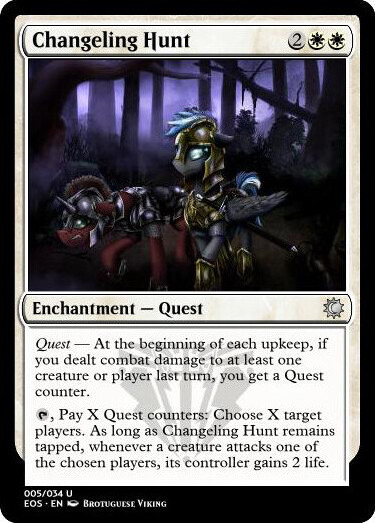 Changeling Hunt 2
Enchantment — Quest
Quest — At the beginning of each upkeep, if
you dealt combat damage to at least one
creature or player last turn, you get a Quest
counter.
, Pay X Quest counters: Choose X target
players. As long as Changeling Hunt remains
tapped, whenever a creature attacks one of
the chosen players, its controller gains 2 life.
005/034 U
EOS • EN Brotuguese Viking